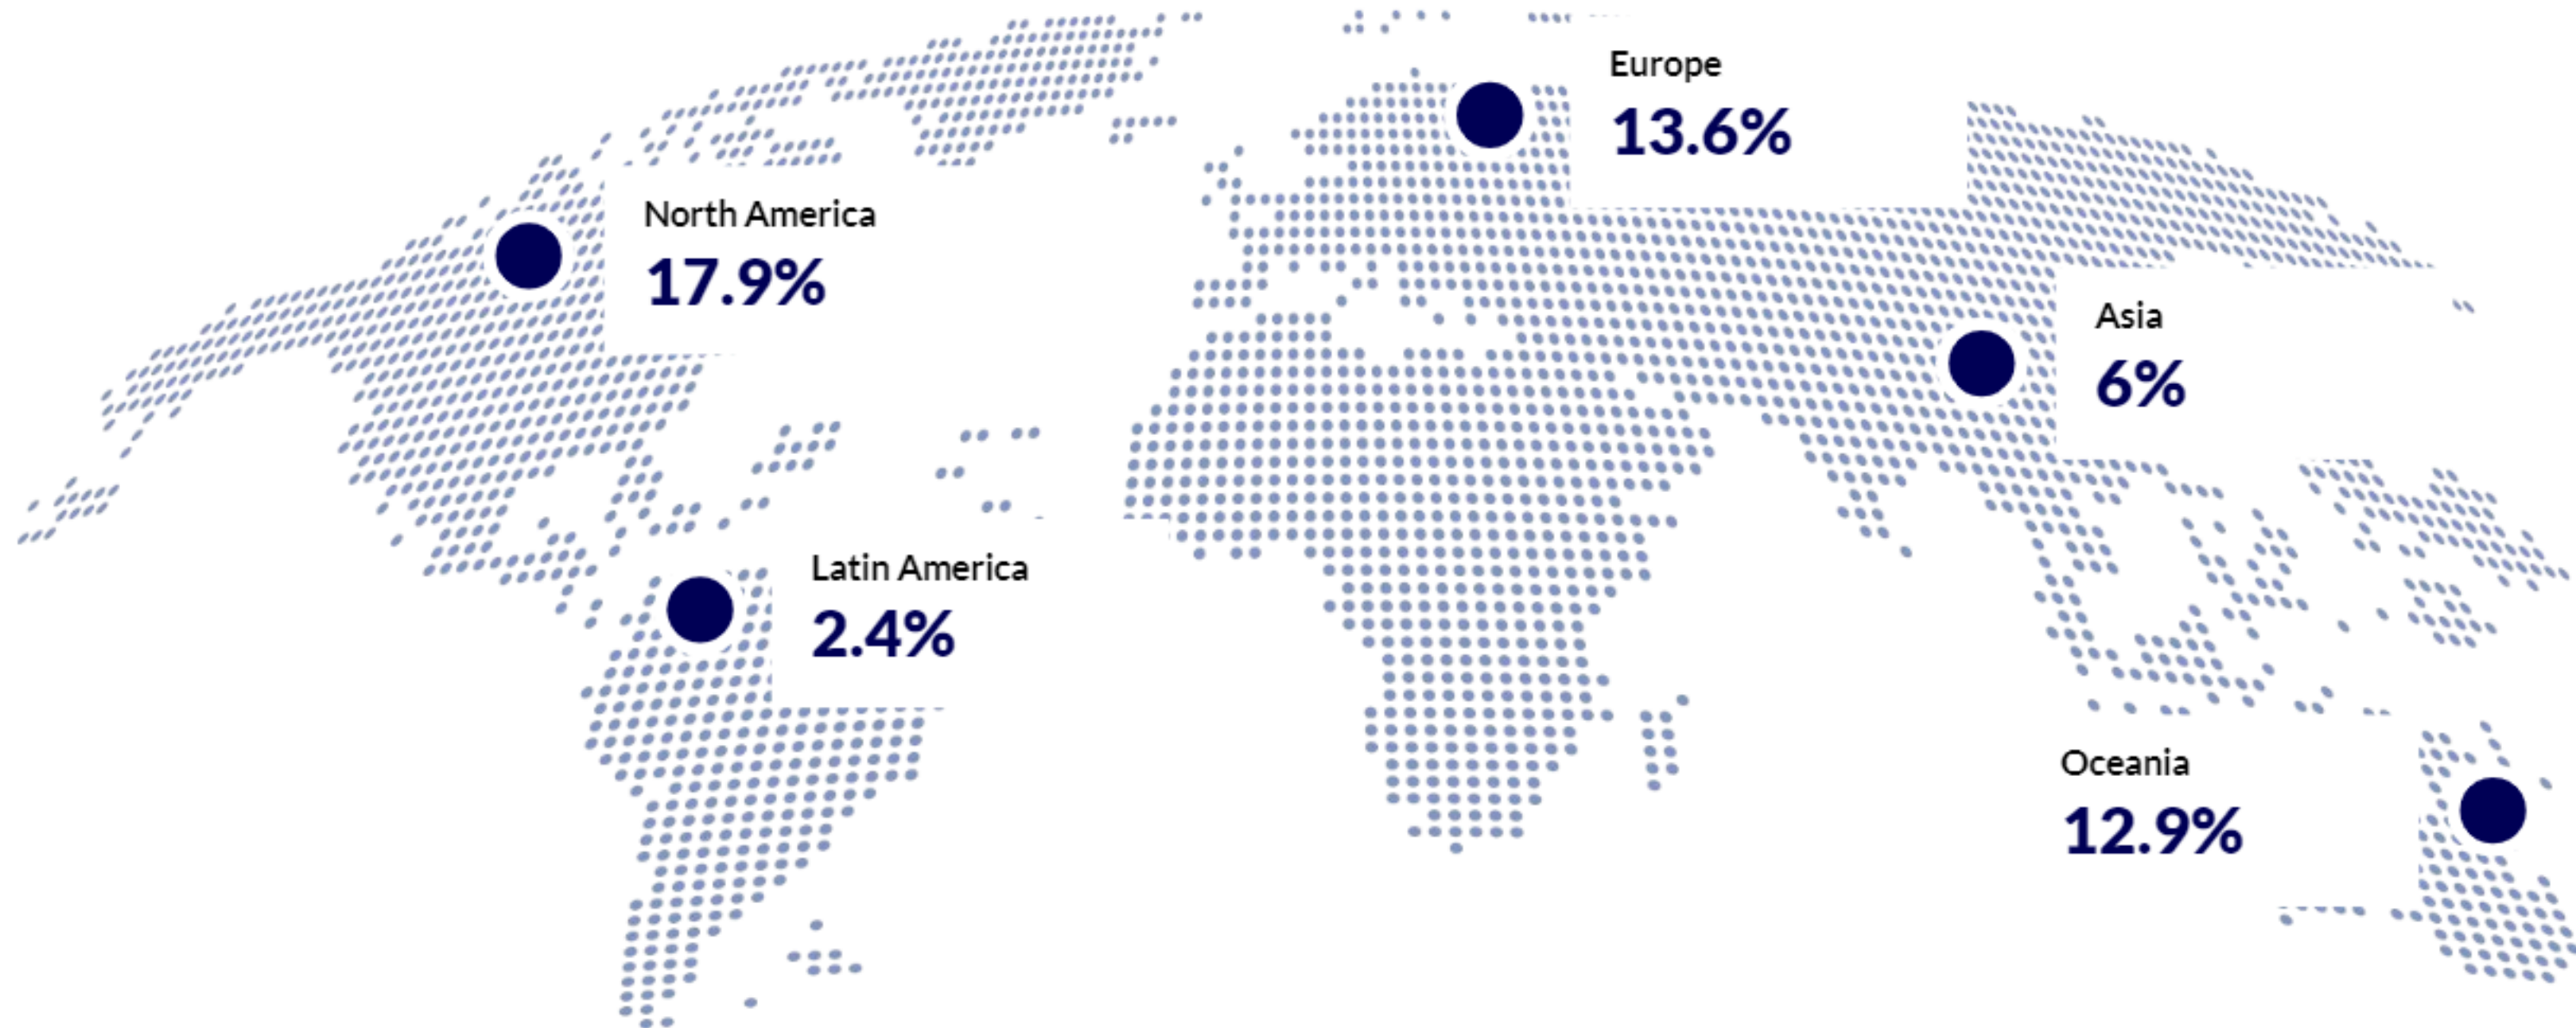 Europe
13.6%
North America
17.9%
Asia
6%
Latin America
2.4%
Oceania
12.9%